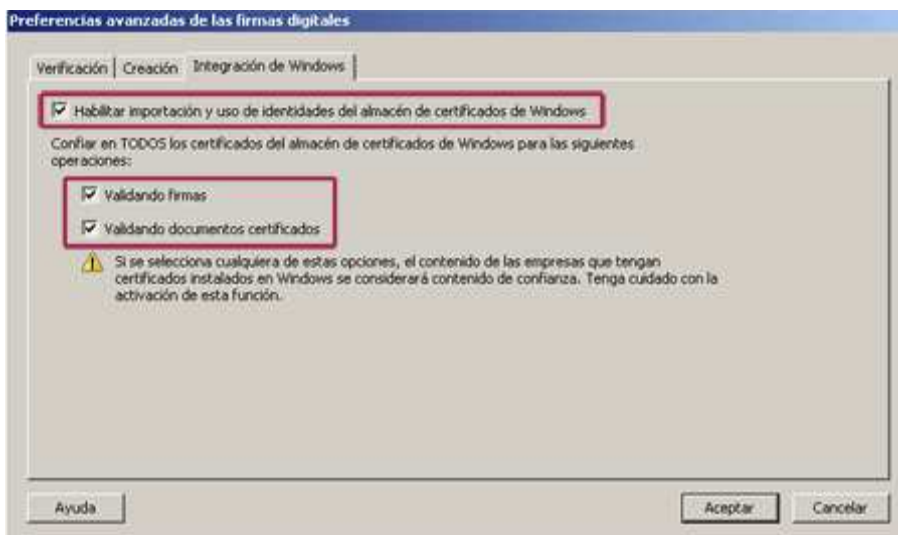 Preferencias avanzadas de las firmas digitales
Verificación Creación Integración de Windows
Habilitar importación y uso de identidades del almacén de certificados de Windows
Confiar en TODOS los certificados del almacén de certificados de Windows para las siguientes
operaciones:
Validando firmas
Validando documentos certificados
Si se selecciona cualquiera de estas opciones, el contenido de las empresas que tengan
certificados instalados en Windows se considerará contenido de confianza. Tenga cuidado con la
activación de esta función.
Ayuda Aceptar Cancelar